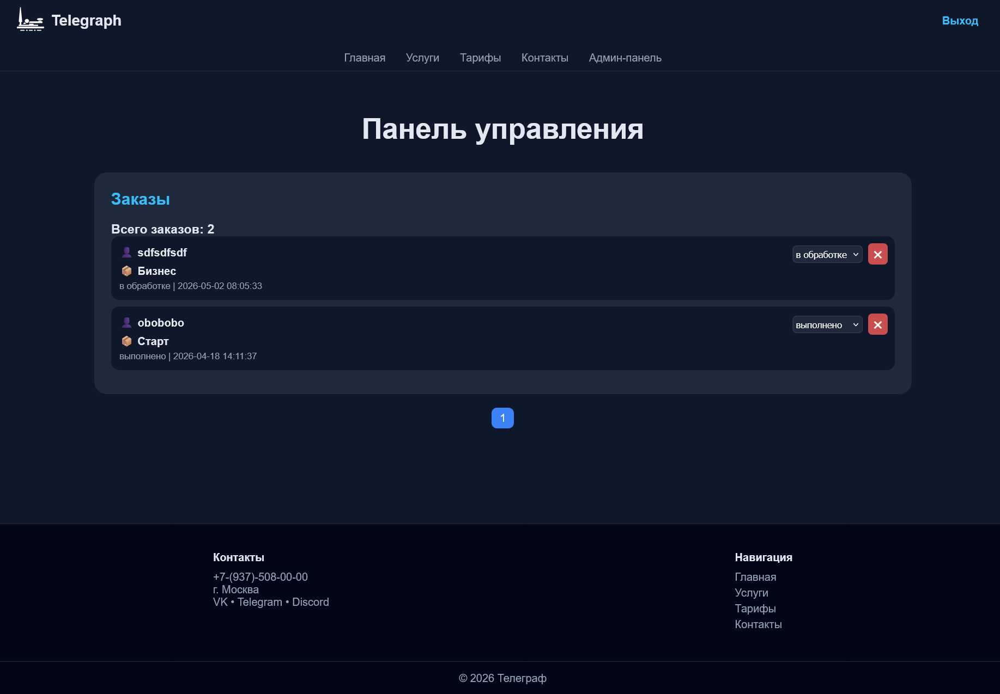 Telegraph
Выход
Главная Услуги Тарифы Контакты Админ-панель
Панель управления
Заказы
Всего заказов: 2
sdfsdfsdf
в обработке
Бизнес
в обработке | 2026-05-02 08:05:33
obobobo
выполнено
Старт
выполнено | 2026-04-18 14:11:37
1
Контакты
+7-(937)-508-00-00
г. Москва
VK • Telegram • Discord
Навигация
Главная
Услуги
Тарифы
Контакты
© 2026 Телеграф